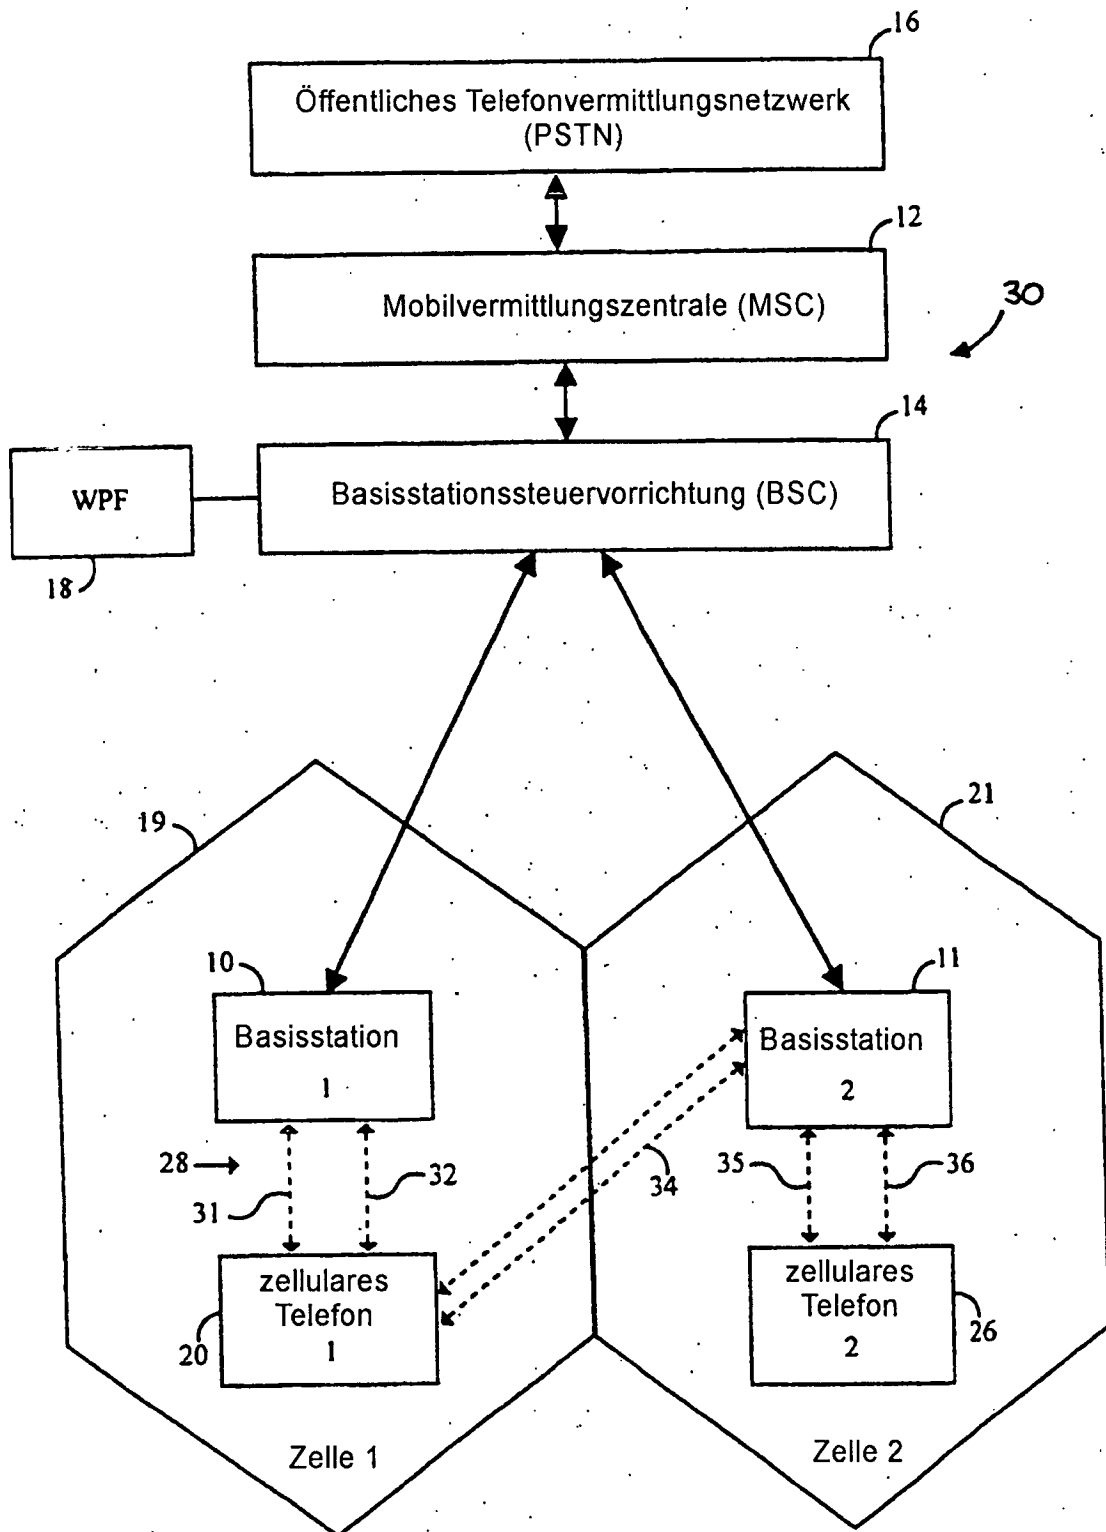 16
Öffentliches Telefonvermittlungsnetzwerk
(PSTN)
12
Mobilvermittlungszentrale (MSC)
30
14
WPF
Basisstationssteuervorrichtung (BSC)
18
19
21
10
11
Basisstation
1
Basisstation
2
28
31
32
34
35
36
zellulares
Telefon
1
20
zellulares
Telefon
2
26
Zelle 1
Zelle 2